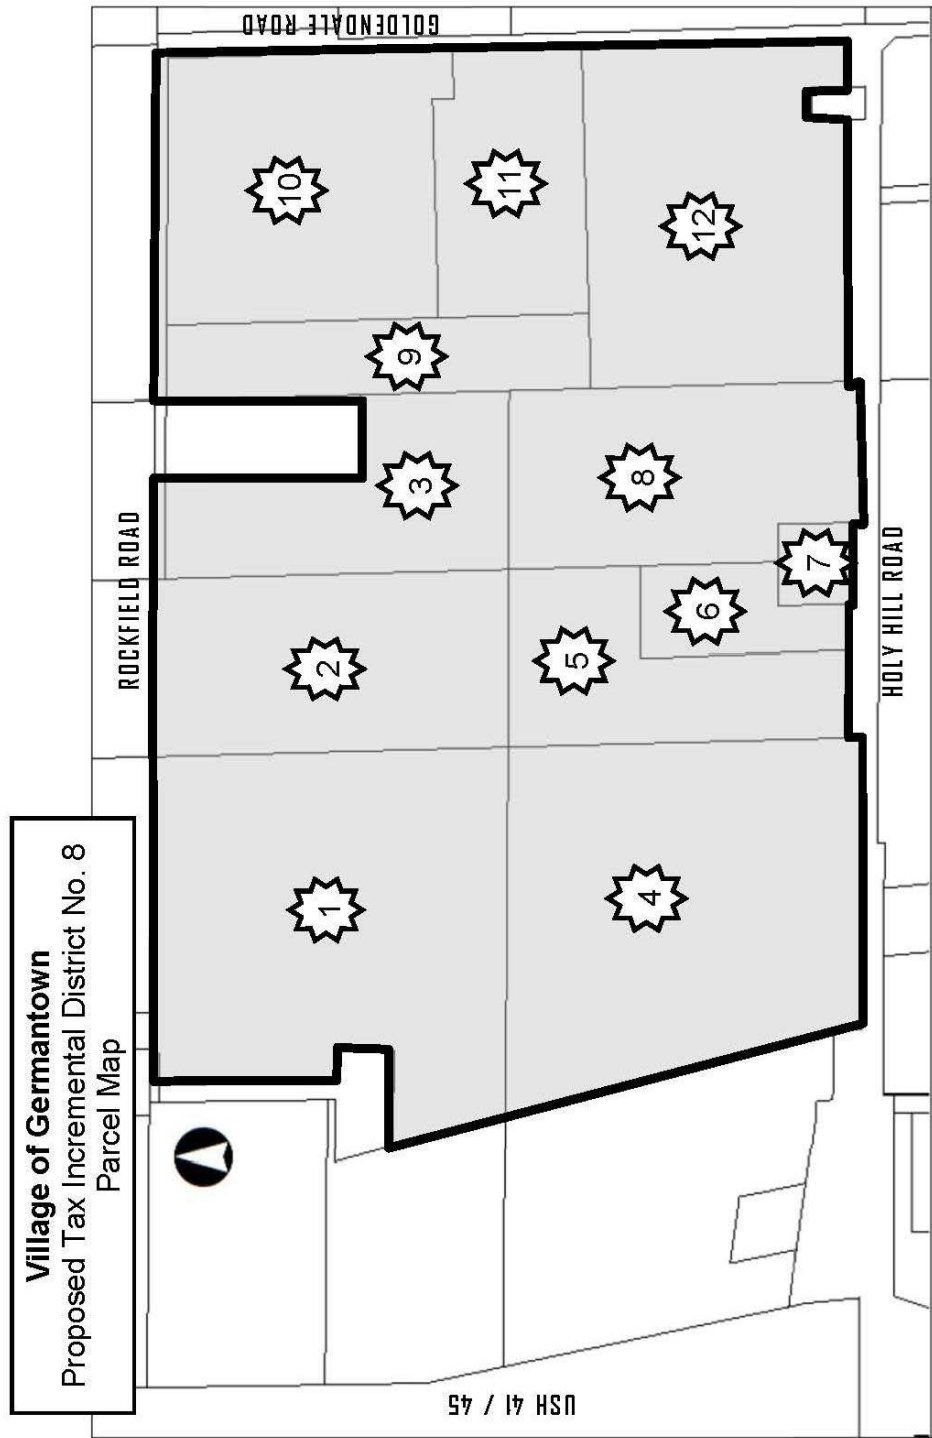 Village of Germantown
Proposed Tax Incremental District No. 8
Parcel Map
ROCKFIELD ROAD
GOLDENDALE ROAD
USH 41 / 45
HOLY HILL ROAD
1
2
3
9
10
11
4
5
6
7
8
12